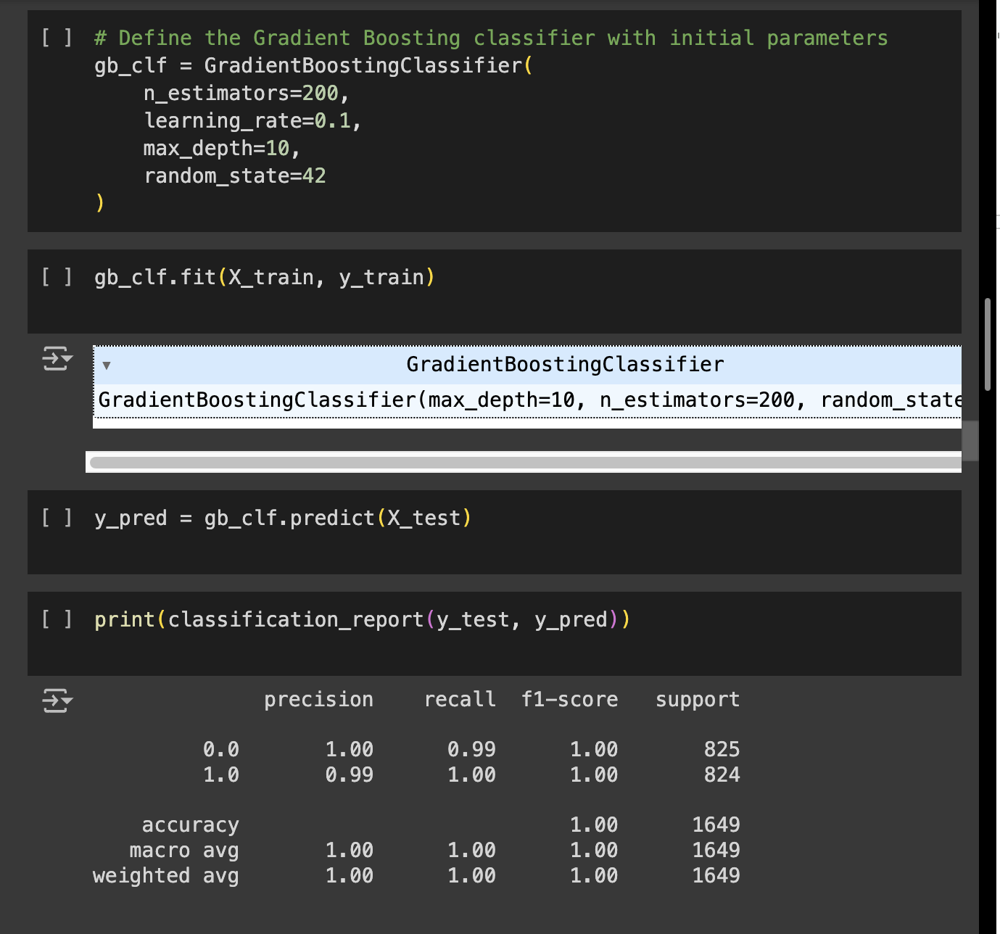 [ ] # Define the Gradient Boosting classifier with initial parameters
gb_clf = GradientBoostingClassifier(
    n_estimators=200,
    learning_rate=0.1,
    max_depth=10,
    random_state=42
)
[ ] gb_clf.fit(X_train, y_train)
▼ GradientBoostingClassifier
GradientBoostingClassifier(max_depth=10, n_estimators=200, random_state
[ ] y_pred = gb_clf.predict(X_test)
[ ] print(classification_report(y_test, y_pred))
precision recall f1-score support
0.0 1.00 0.99 1.00 825
1.0 0.99 1.00 1.00 824
accuracy 1.00 1649
macro avg 1.00 1.00 1.00 1649
weighted avg 1.00 1.00 1.00 1649